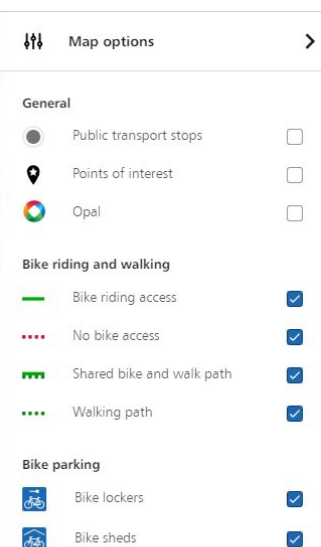 Map options
General
Public transport stops
Points of interest
Opal
Bike riding and walking
Bike riding access
No bike access
Shared bike and walk path
Walking path
Bike parking
Bike lockers
Bike sheds